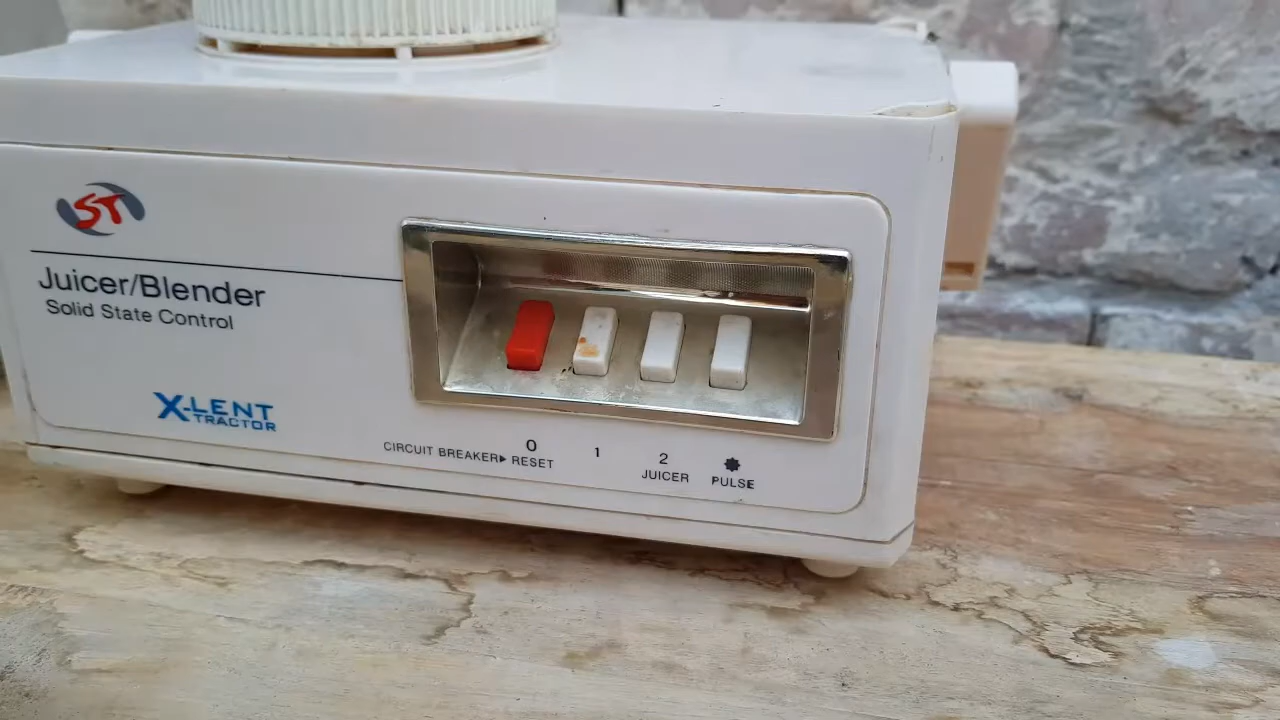 ST
Juicer/Blender
Solid State Control
X-LENT
TRACTOR
CIRCUIT BREAKER▶ 0 RESET
1
2
JUICER
PULSE